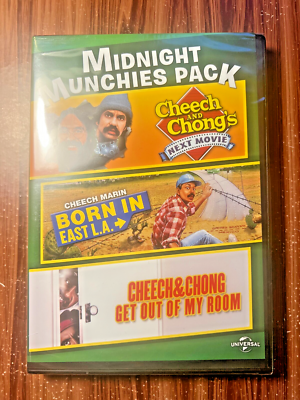 MIDNIGHT
MUNCHIES PACK
Cheech
AND
Chong's
NEXT MOVIE
CHEECH MARIN
BORN IN
EAST L.A.
CHEECH&CHONG
GET OUT OF MY ROOM
UNIVERSAL